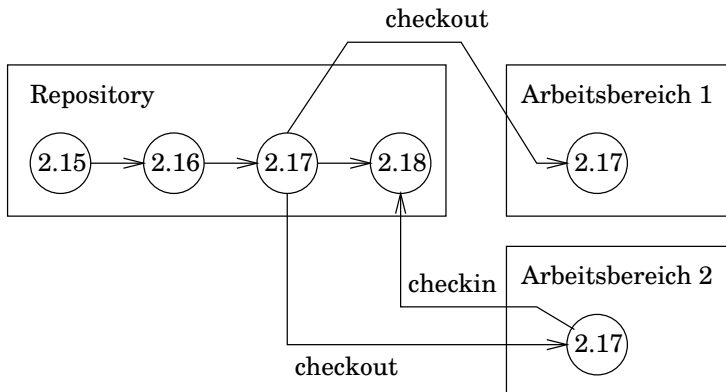 checkout
Repository
Arbeitsbereich 1
2.15
2.16
2.17
2.18
2.17
Arbeitsbereich 2
checkin
2.17
checkout